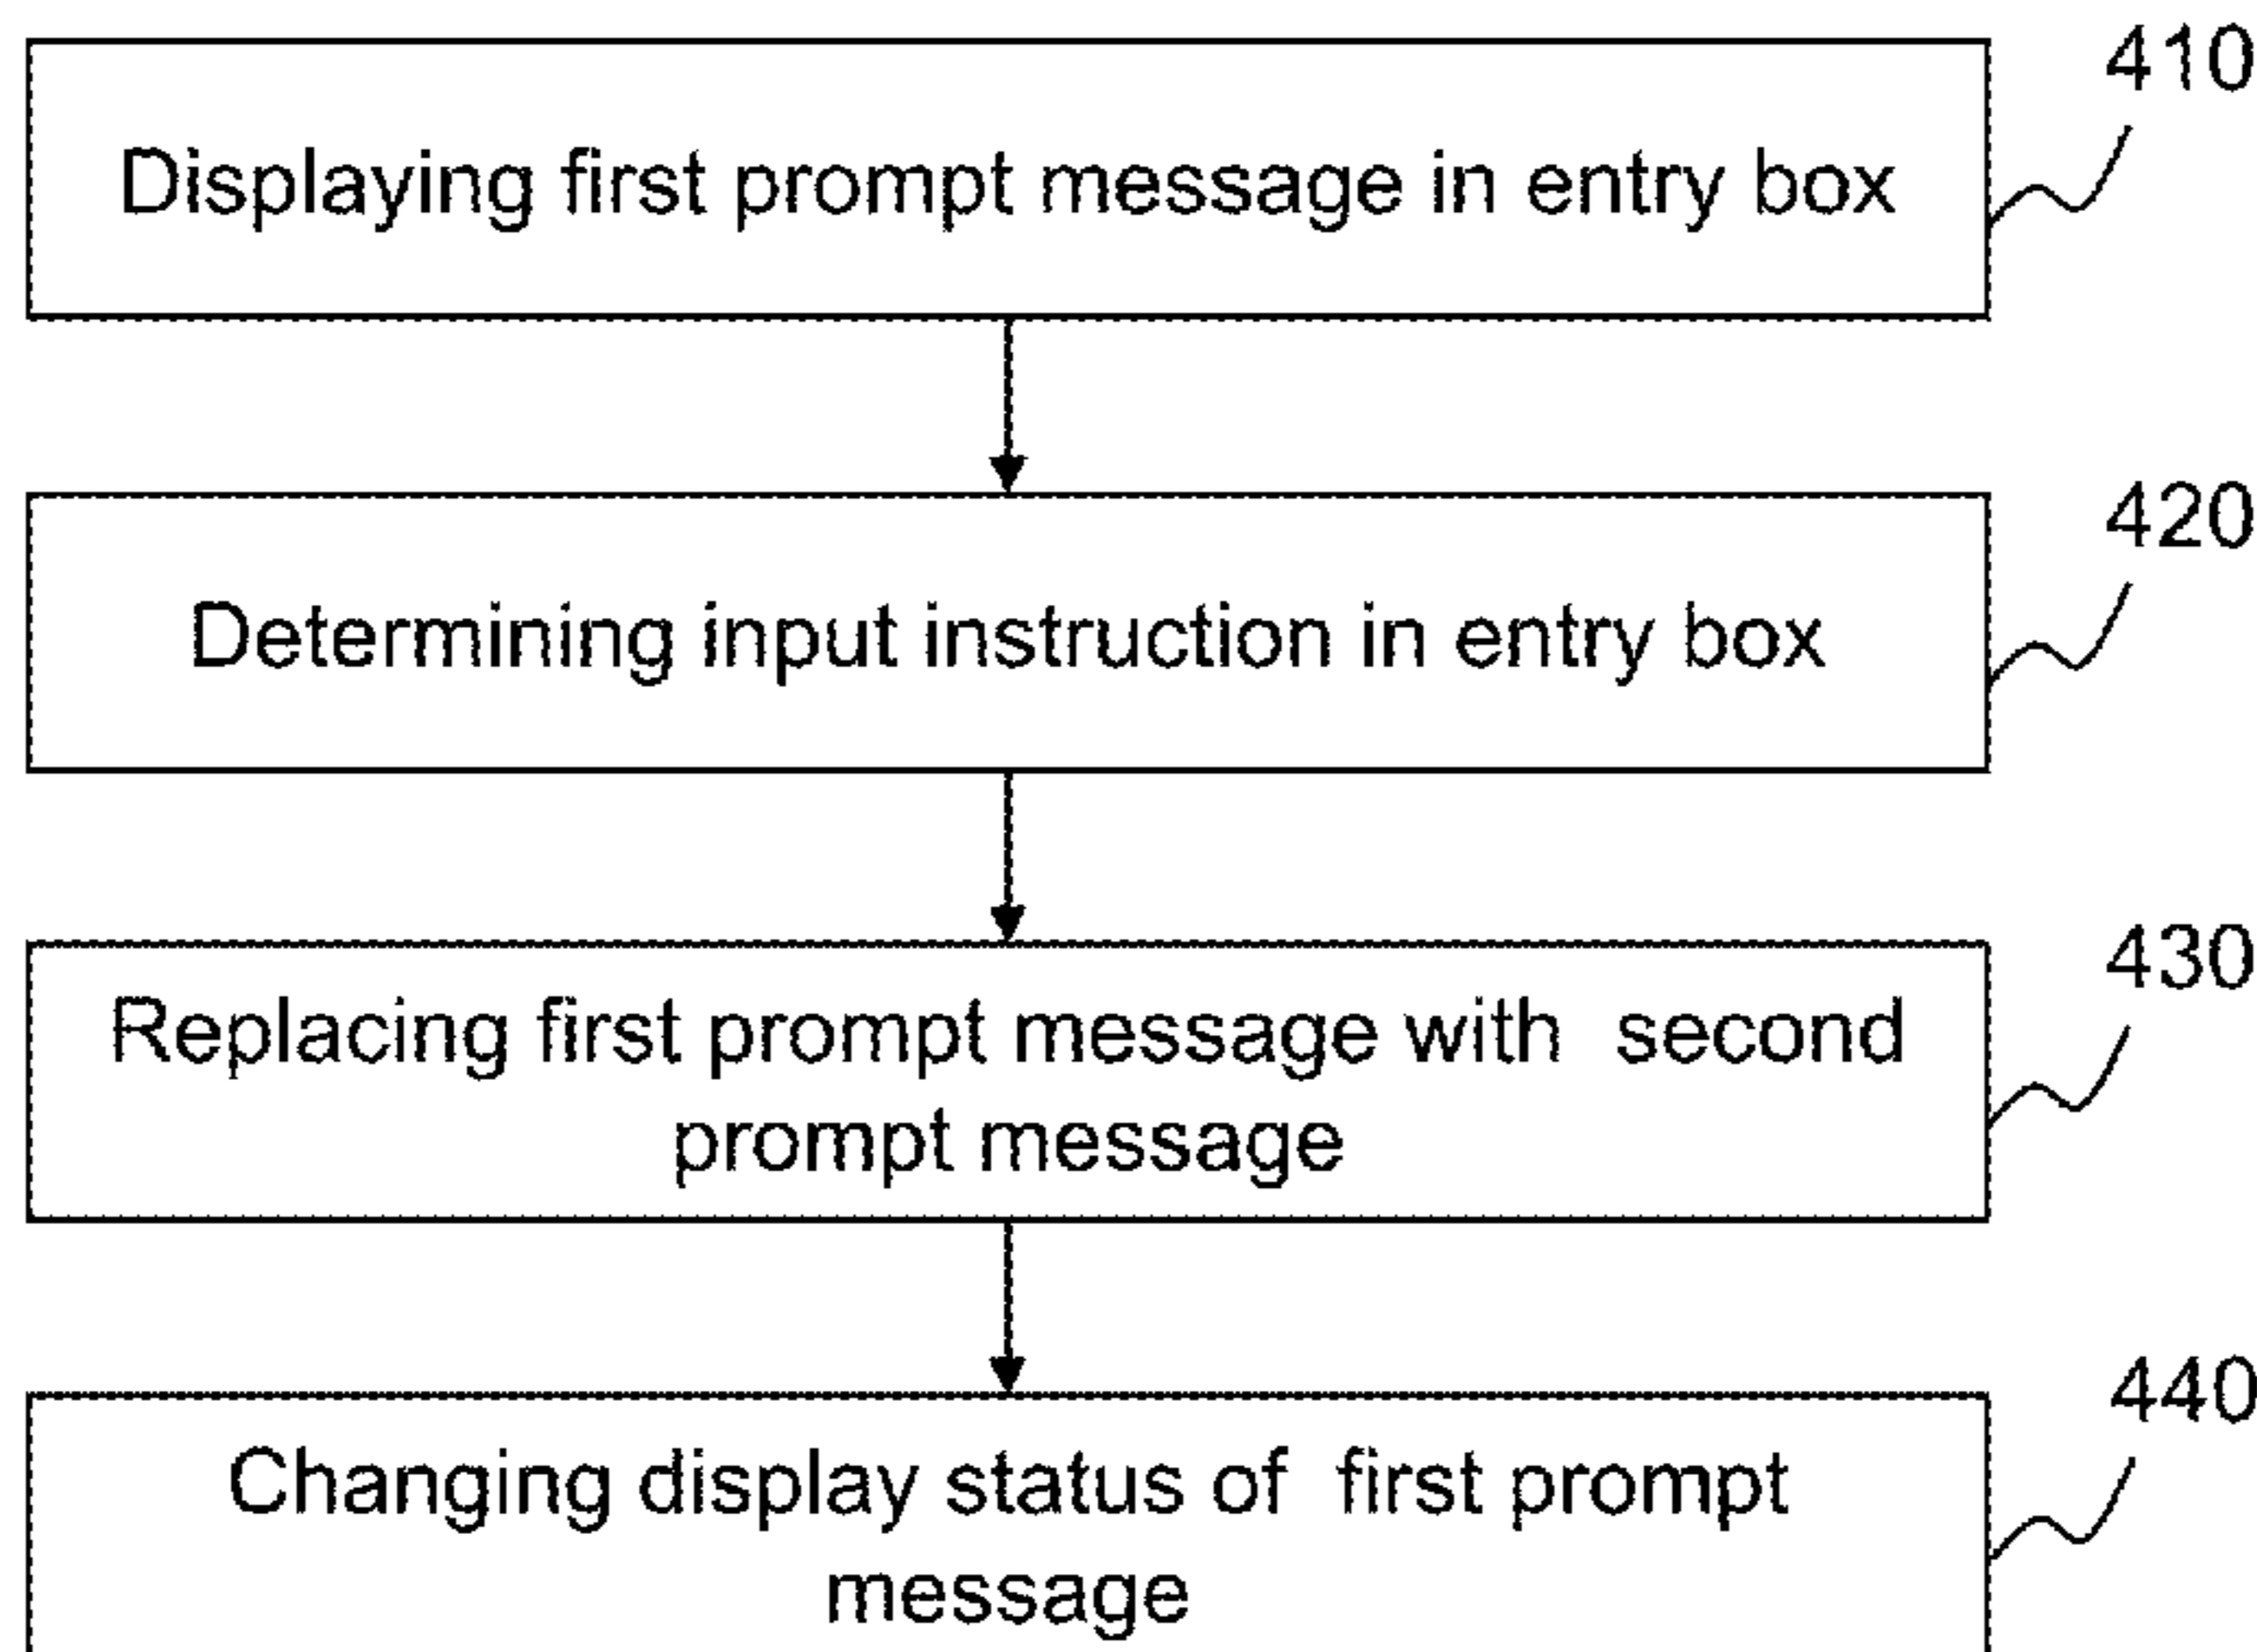 410
Displaying first prompt message in entry box
420
Determining input instruction in entry box
430
Replacing first prompt message with second
prompt message
440
Changing display status of first prompt
message